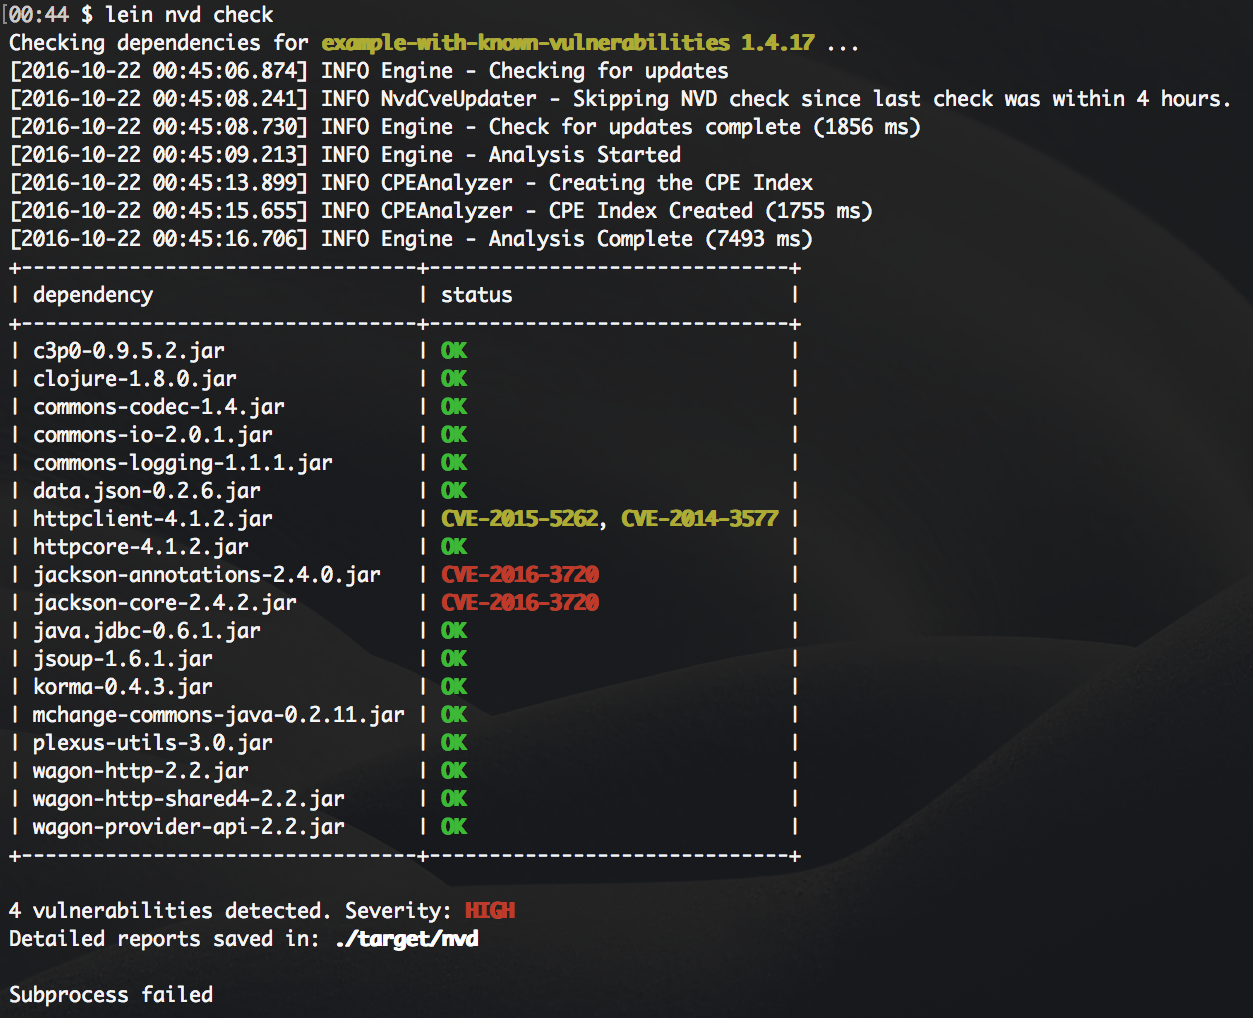 [00:44 $ lein nvd check
Checking dependencies for example-with-known-vulnerabilities 1.4.17 ...
[2016-10-22 00:45:06.874] INFO Engine - Checking for updates
[2016-10-22 00:45:08.241] INFO NvdCveUpdater - Skipping NVD check since last check was within 4 hours.
[2016-10-22 00:45:08.730] INFO Engine - Check for updates complete (1856 ms)
[2016-10-22 00:45:09.213] INFO Engine - Analysis Started
[2016-10-22 00:45:13.899] INFO CPEAnalyzer - Creating the CPE Index
[2016-10-22 00:45:15.655] INFO CPEAnalyzer - CPE Index Created (1755 ms)
[2016-10-22 00:45:16.706] INFO Engine - Analysis Complete (7493 ms)
+---------------------------------+------------------------------+
| dependency                      | status                       |
+---------------------------------+------------------------------+
| c3p0-0.9.5.2.jar                | OK                           |
| clojure-1.8.0.jar               | OK                           |
| commons-codec-1.4.jar           | OK                           |
| commons-io-2.0.1.jar            | OK                           |
| commons-logging-1.1.1.jar       | OK                           |
| data.json-0.2.6.jar             | OK                           |
| httpclient-4.1.2.jar            | CVE-2015-5262, CVE-2014-3577 |
| httpcore-4.1.2.jar              | OK                           |
| jackson-annotations-2.4.0.jar   | CVE-2016-3720                |
| jackson-core-2.4.2.jar          | CVE-2016-3720                |
| java.jdbc-0.6.1.jar             | OK                           |
| jsoup-1.6.1.jar                 | OK                           |
| korma-0.4.3.jar                 | OK                           |
| mchange-commons-java-0.2.11.jar | OK                           |
| plexus-utils-3.0.jar            | OK                           |
| wagon-http-2.2.jar              | OK                           |
| wagon-http-shared4-2.2.jar      | OK                           |
| wagon-provider-api-2.2.jar      | OK                           |
+---------------------------------+------------------------------+
4 vulnerabilities detected. Severity: HIGH
Detailed reports saved in: ./target/nvd
Subprocess failed